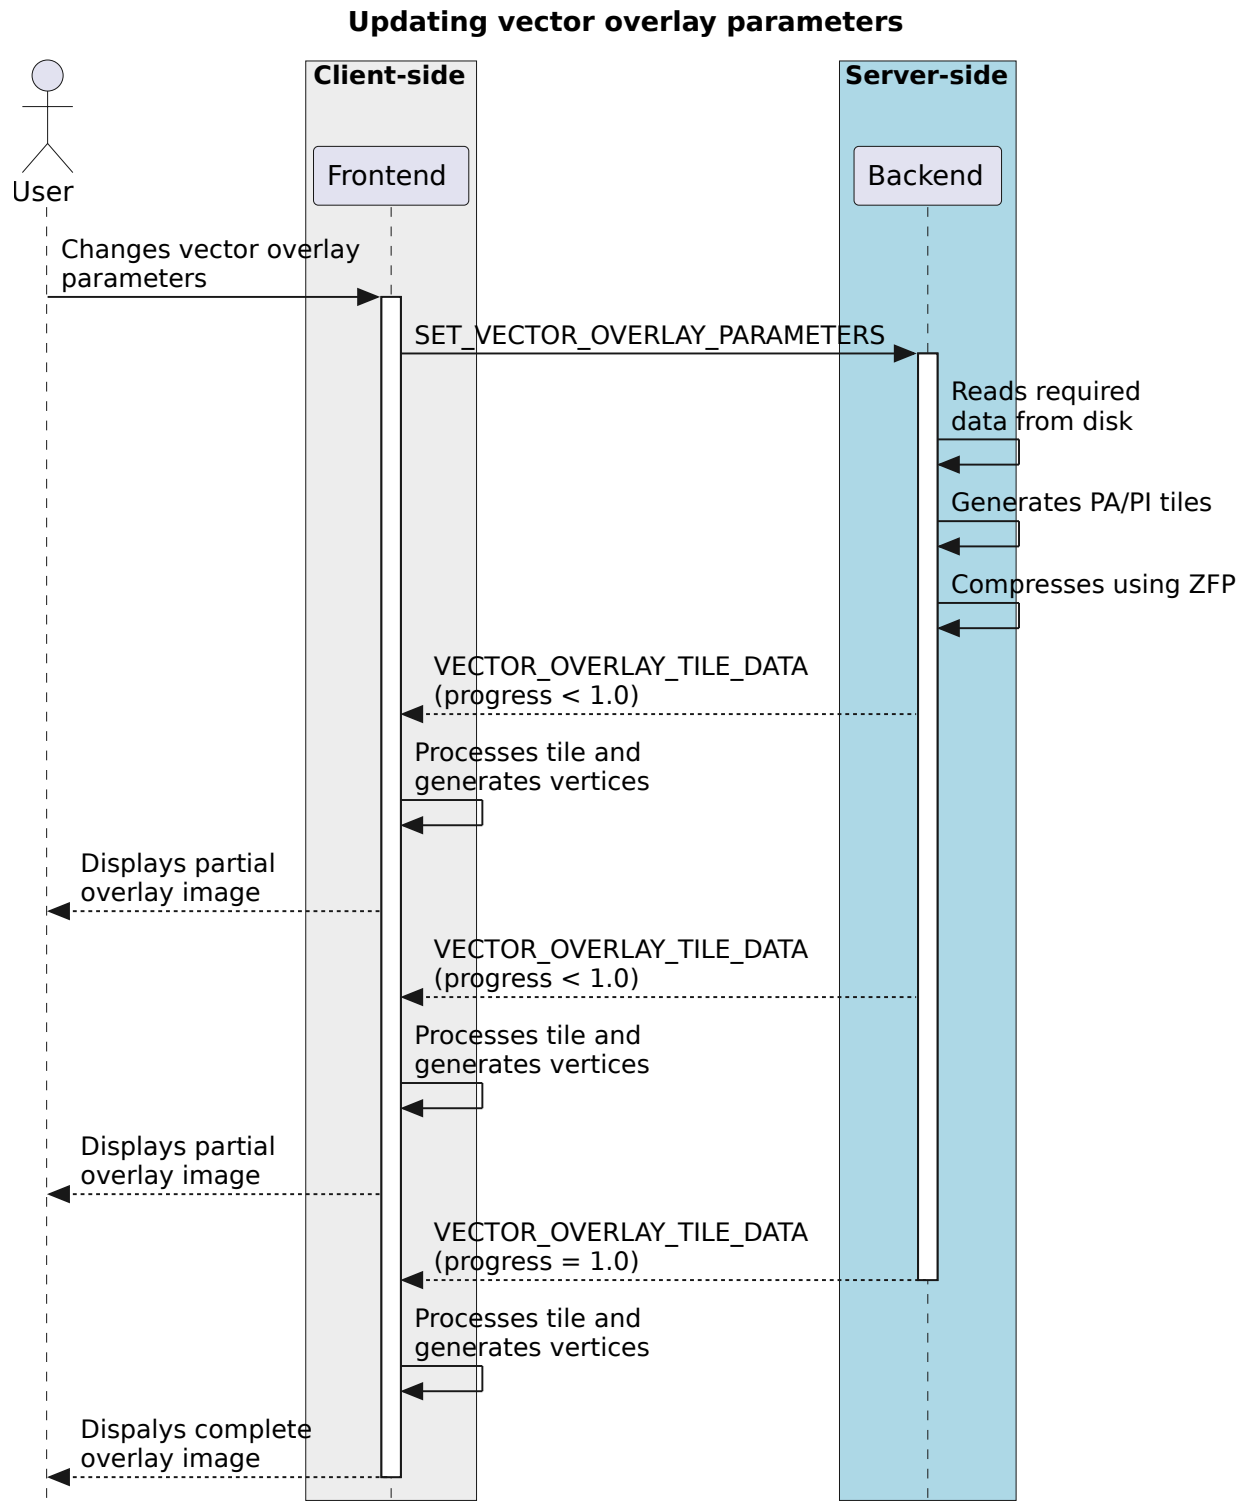 Updating vector overlay parameters
Client-side
Server-side
User
Frontend
Backend
Changes vector overlay
parameters
SET_VECTOR_OVERLAY_PARAMETERS
Reads required
data from disk
Generates PA/PI tiles
Compresses using ZFP
VECTOR_OVERLAY_TILE_DATA
(progress < 1.0)
Processes tile and
generates vertices
Displays partial
overlay image
VECTOR_OVERLAY_TILE_DATA
(progress < 1.0)
Processes tile and
generates vertices
Displays partial
overlay image
VECTOR_OVERLAY_TILE_DATA
(progress = 1.0)
Processes tile and
generates vertices
Dispalys complete
overlay image